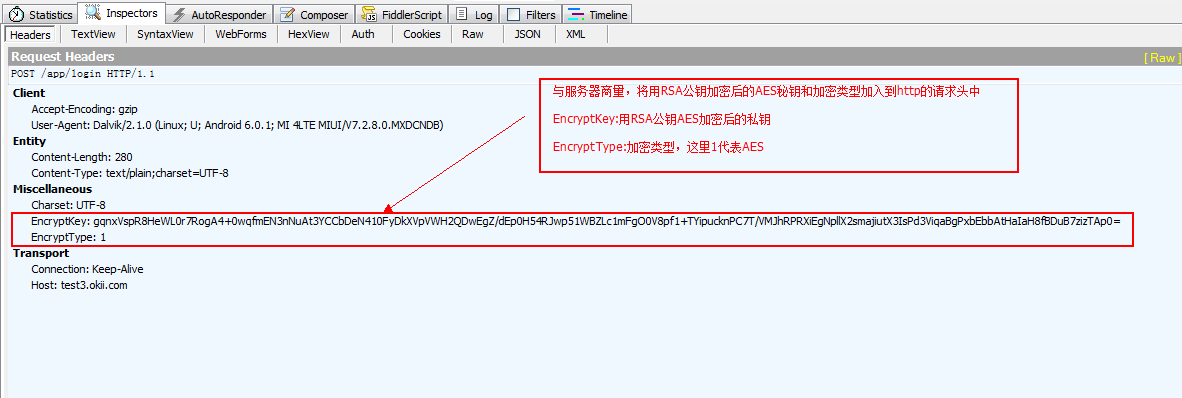 Statistics Inspectors AutoResponder Composer FiddlerScript Log Filters Timeline
Headers TextView SyntaxView WebForms HexView Auth Cookies Raw JSON XML
Request Headers [ Raw ]
POST /app/login HTTP/1.1
Client
Accept-Encoding: gzip
User-Agent: Dalvik/2.1.0 (Linux; U; Android 6.0.1; MI 4LTE MIUI/V7.2.8.0.MXDCNDB)
Entity
Content-Length: 280
Content-Type: text/plain;charset=UTF-8
Miscellaneous
Charset: UTF-8
EncryptKey: gqnxVspR8HeWL0r7RogA4+0wqfmEN3nNuAt3YCCbDeN410FyDkXVpVWH2QDwEgZ/dEp0H54RJwp51WBZLc1mFgO0V8pf1+TYipucknPC7T/VMJhRPRXiEgNpllX2smajiutX3IsPd3ViqaBgPxbEbbAtHaIaH8fBDuB7zizTAp0=
EncryptType: 1
Transport
Connection: Keep-Alive
Host: test3.okii.com
与服务器商量，将用RSA公钥加密后的AES秘钥和加密类型加入到http的请求头中
EncryptKey:用RSA公钥AES加密后的私钥
EncryptType:加密类型，这里1代表AES